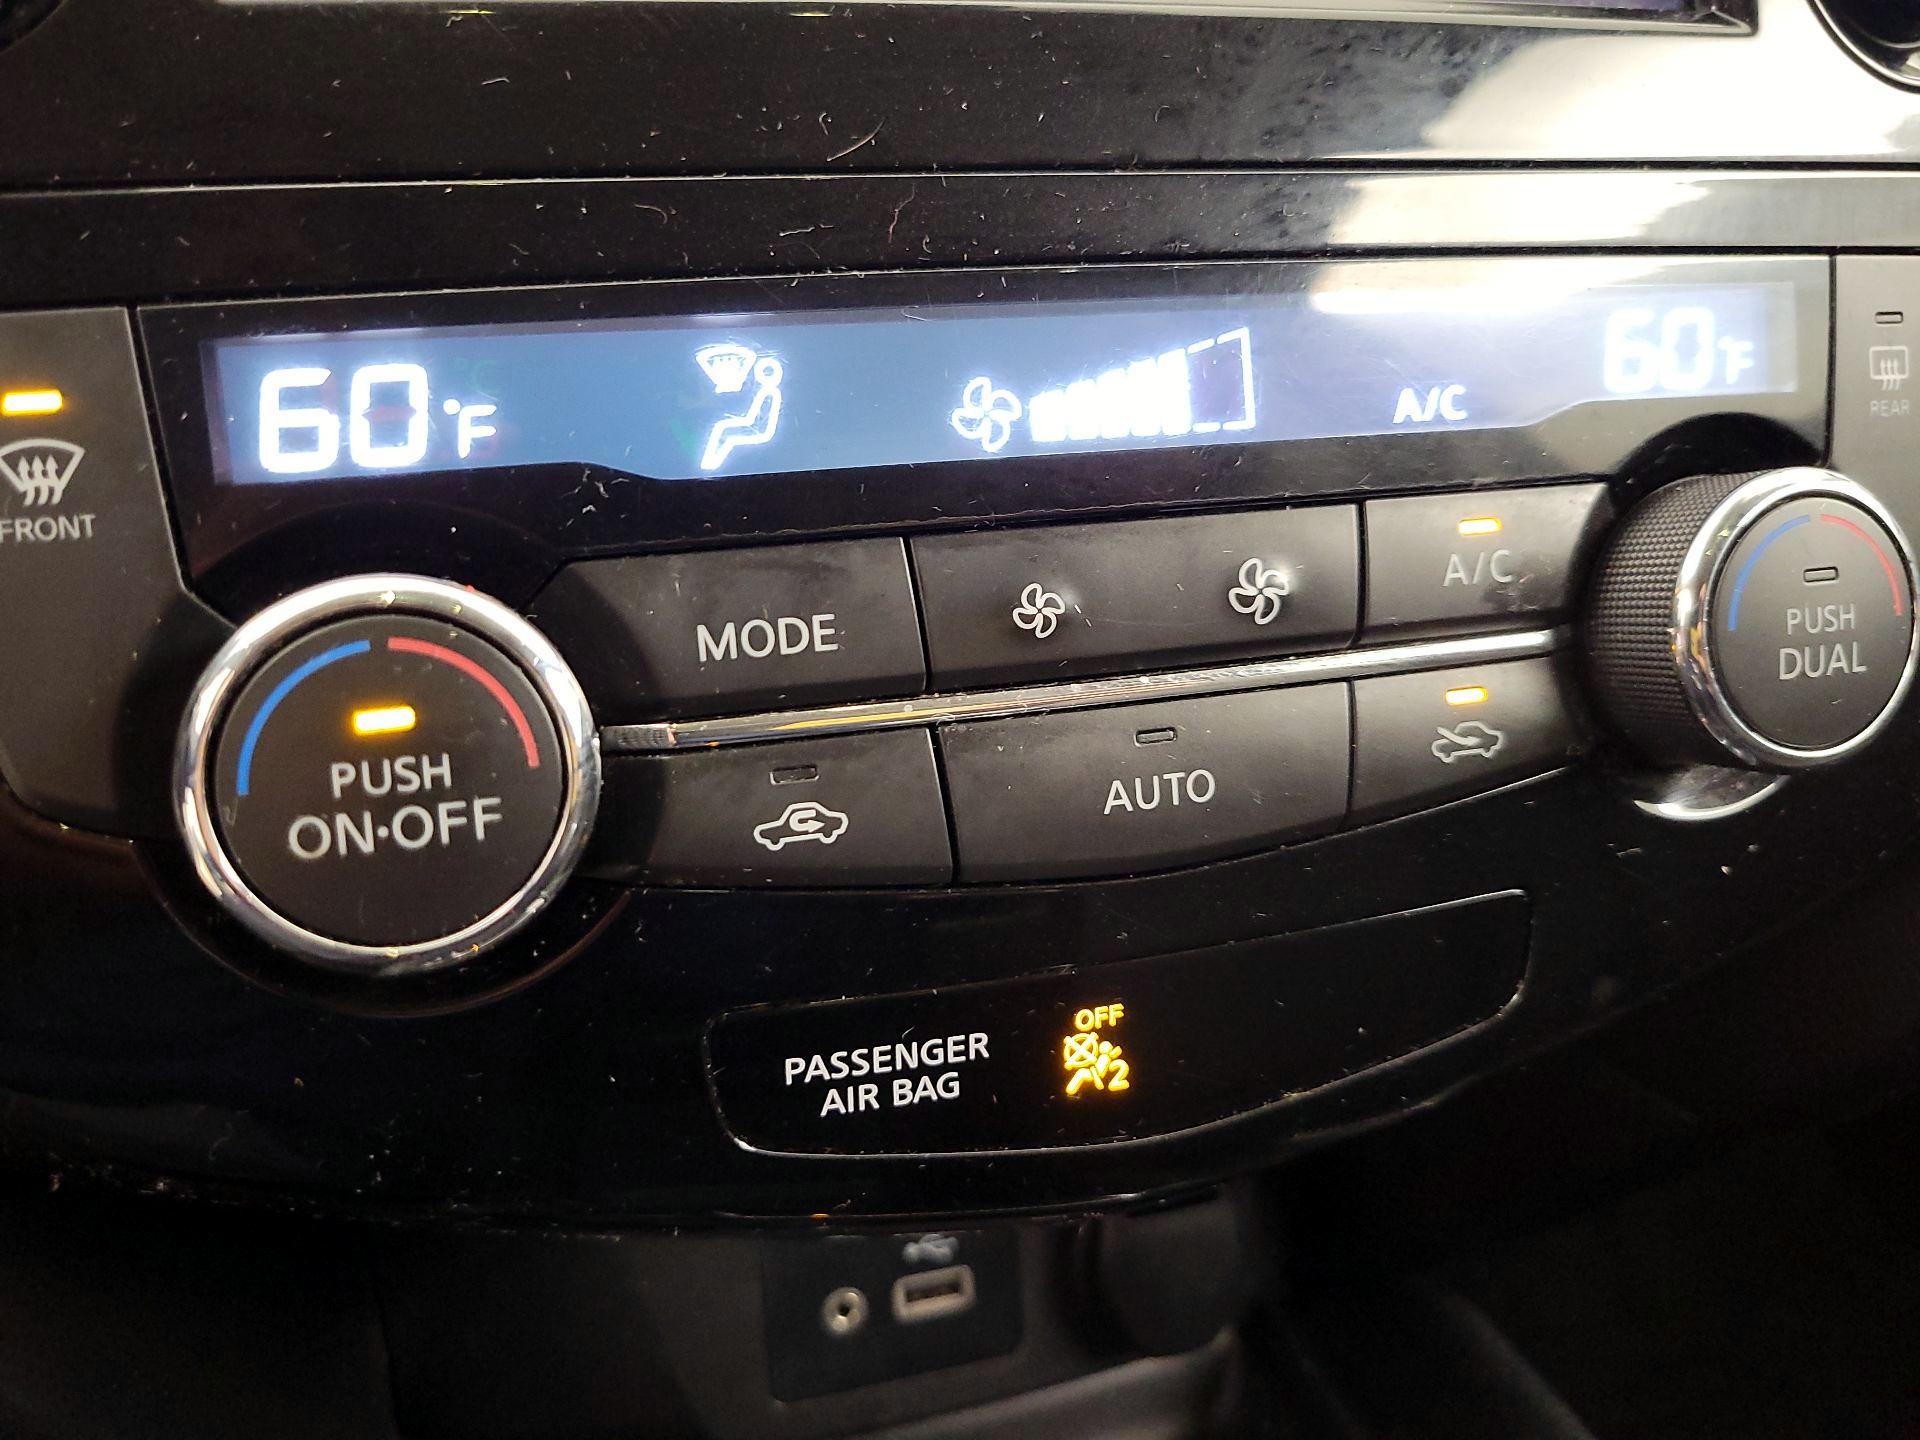 60°F
A/C
60°F
FRONT
REAR
MODE
A/C
PUSH
ON•OFF
AUTO
PUSH
DUAL
PASSENGER
AIR BAG
OFF
2